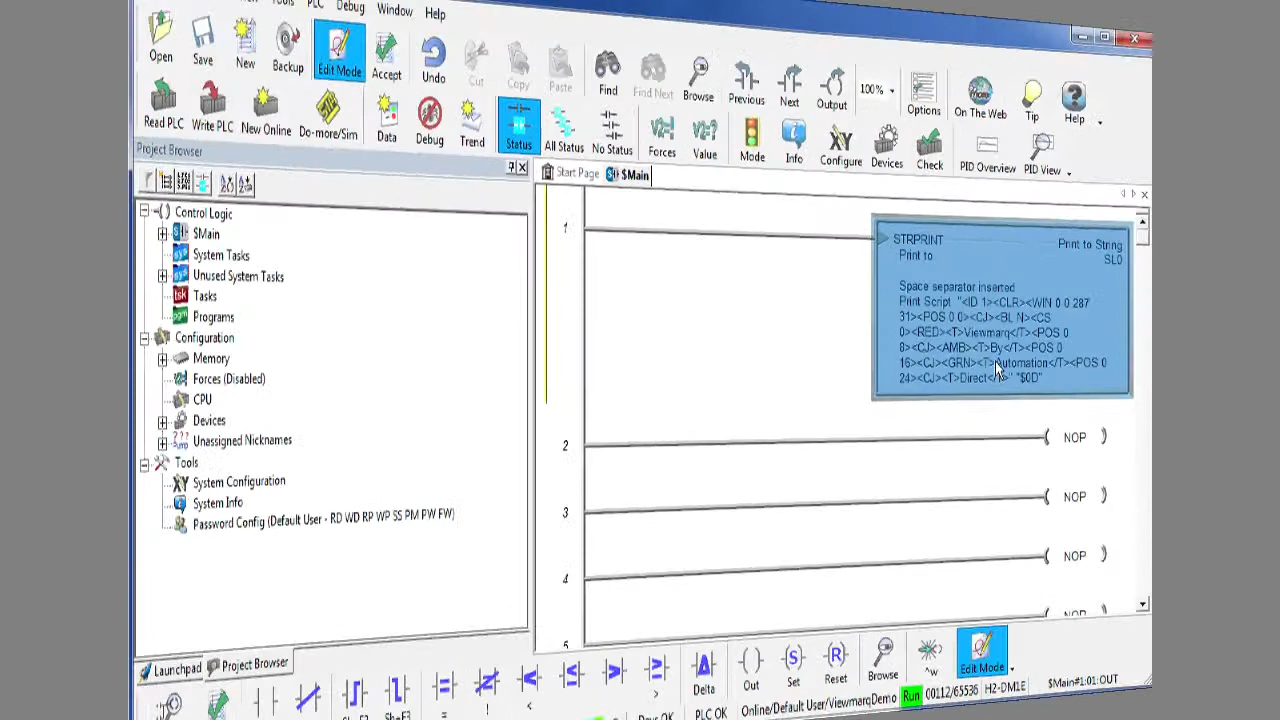 Tools PLC Debug Window Help
Open Save New Backup Edit Mode Accept Undo Cut Copy Paste Find Find Next Browse Previous Next Output 100% Options On The Web Tip Help
Read PLC Write PLC New Online Do-more/Sim Data Debug Trend Status All Status No Status Forces Value Mode Info Configure Devices Check PID Overview PID View
Project Browser
Start Page $Main
Control Logic
$Main
System Tasks
Unused System Tasks
Tasks
Programs
Configuration
Memory
Forces (Disabled)
CPU
Devices
Unassigned Nicknames
Tools
System Configuration
System Info
Password Config (Default User - RD WD RP WP SS PM PW FW)
1
STRPRINT Print to String
Print to SL0
Space separator inserted
Print Script "<ID 1><CLR><WIN 0 0 287
31><POS 0 0><CJ><BL N><CS
0><RED><T>Viewmarq</T><POS 0
8><CJ><AMB><T>By</T><POS 0
16><CJ><GRN><T>Automation</T><POS 0
24><CJ><T>Direct</T>" "$0D"
2 NOP
3 NOP
4 NOP
NOP
Launchpad Project Browser
Delta Out Set Reset Browse ^w Edit Mode
PLC OK Online/Default User/ViewmarqDemo Run 00112/65536 H2-DM1E $Main#1:01:OUT